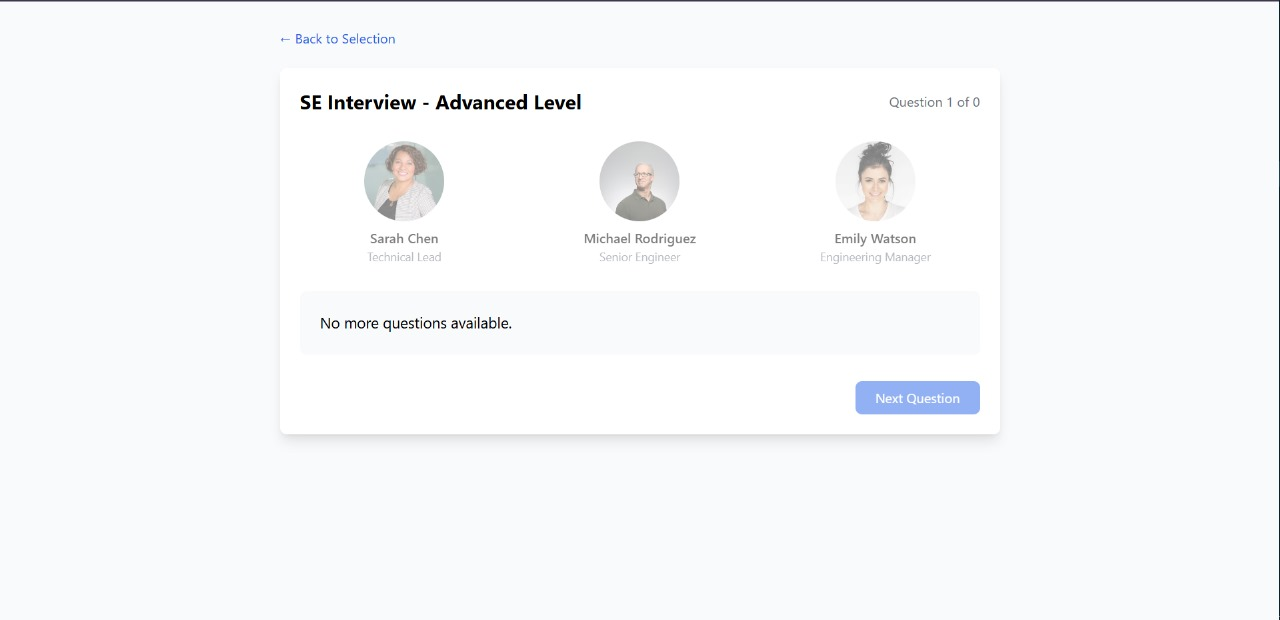 ← Back to Selection
SE Interview - Advanced Level
Question 1 of 0
Sarah Chen
Technical Lead
Michael Rodriguez
Senior Engineer
Emily Watson
Engineering Manager
No more questions available.
Next Question